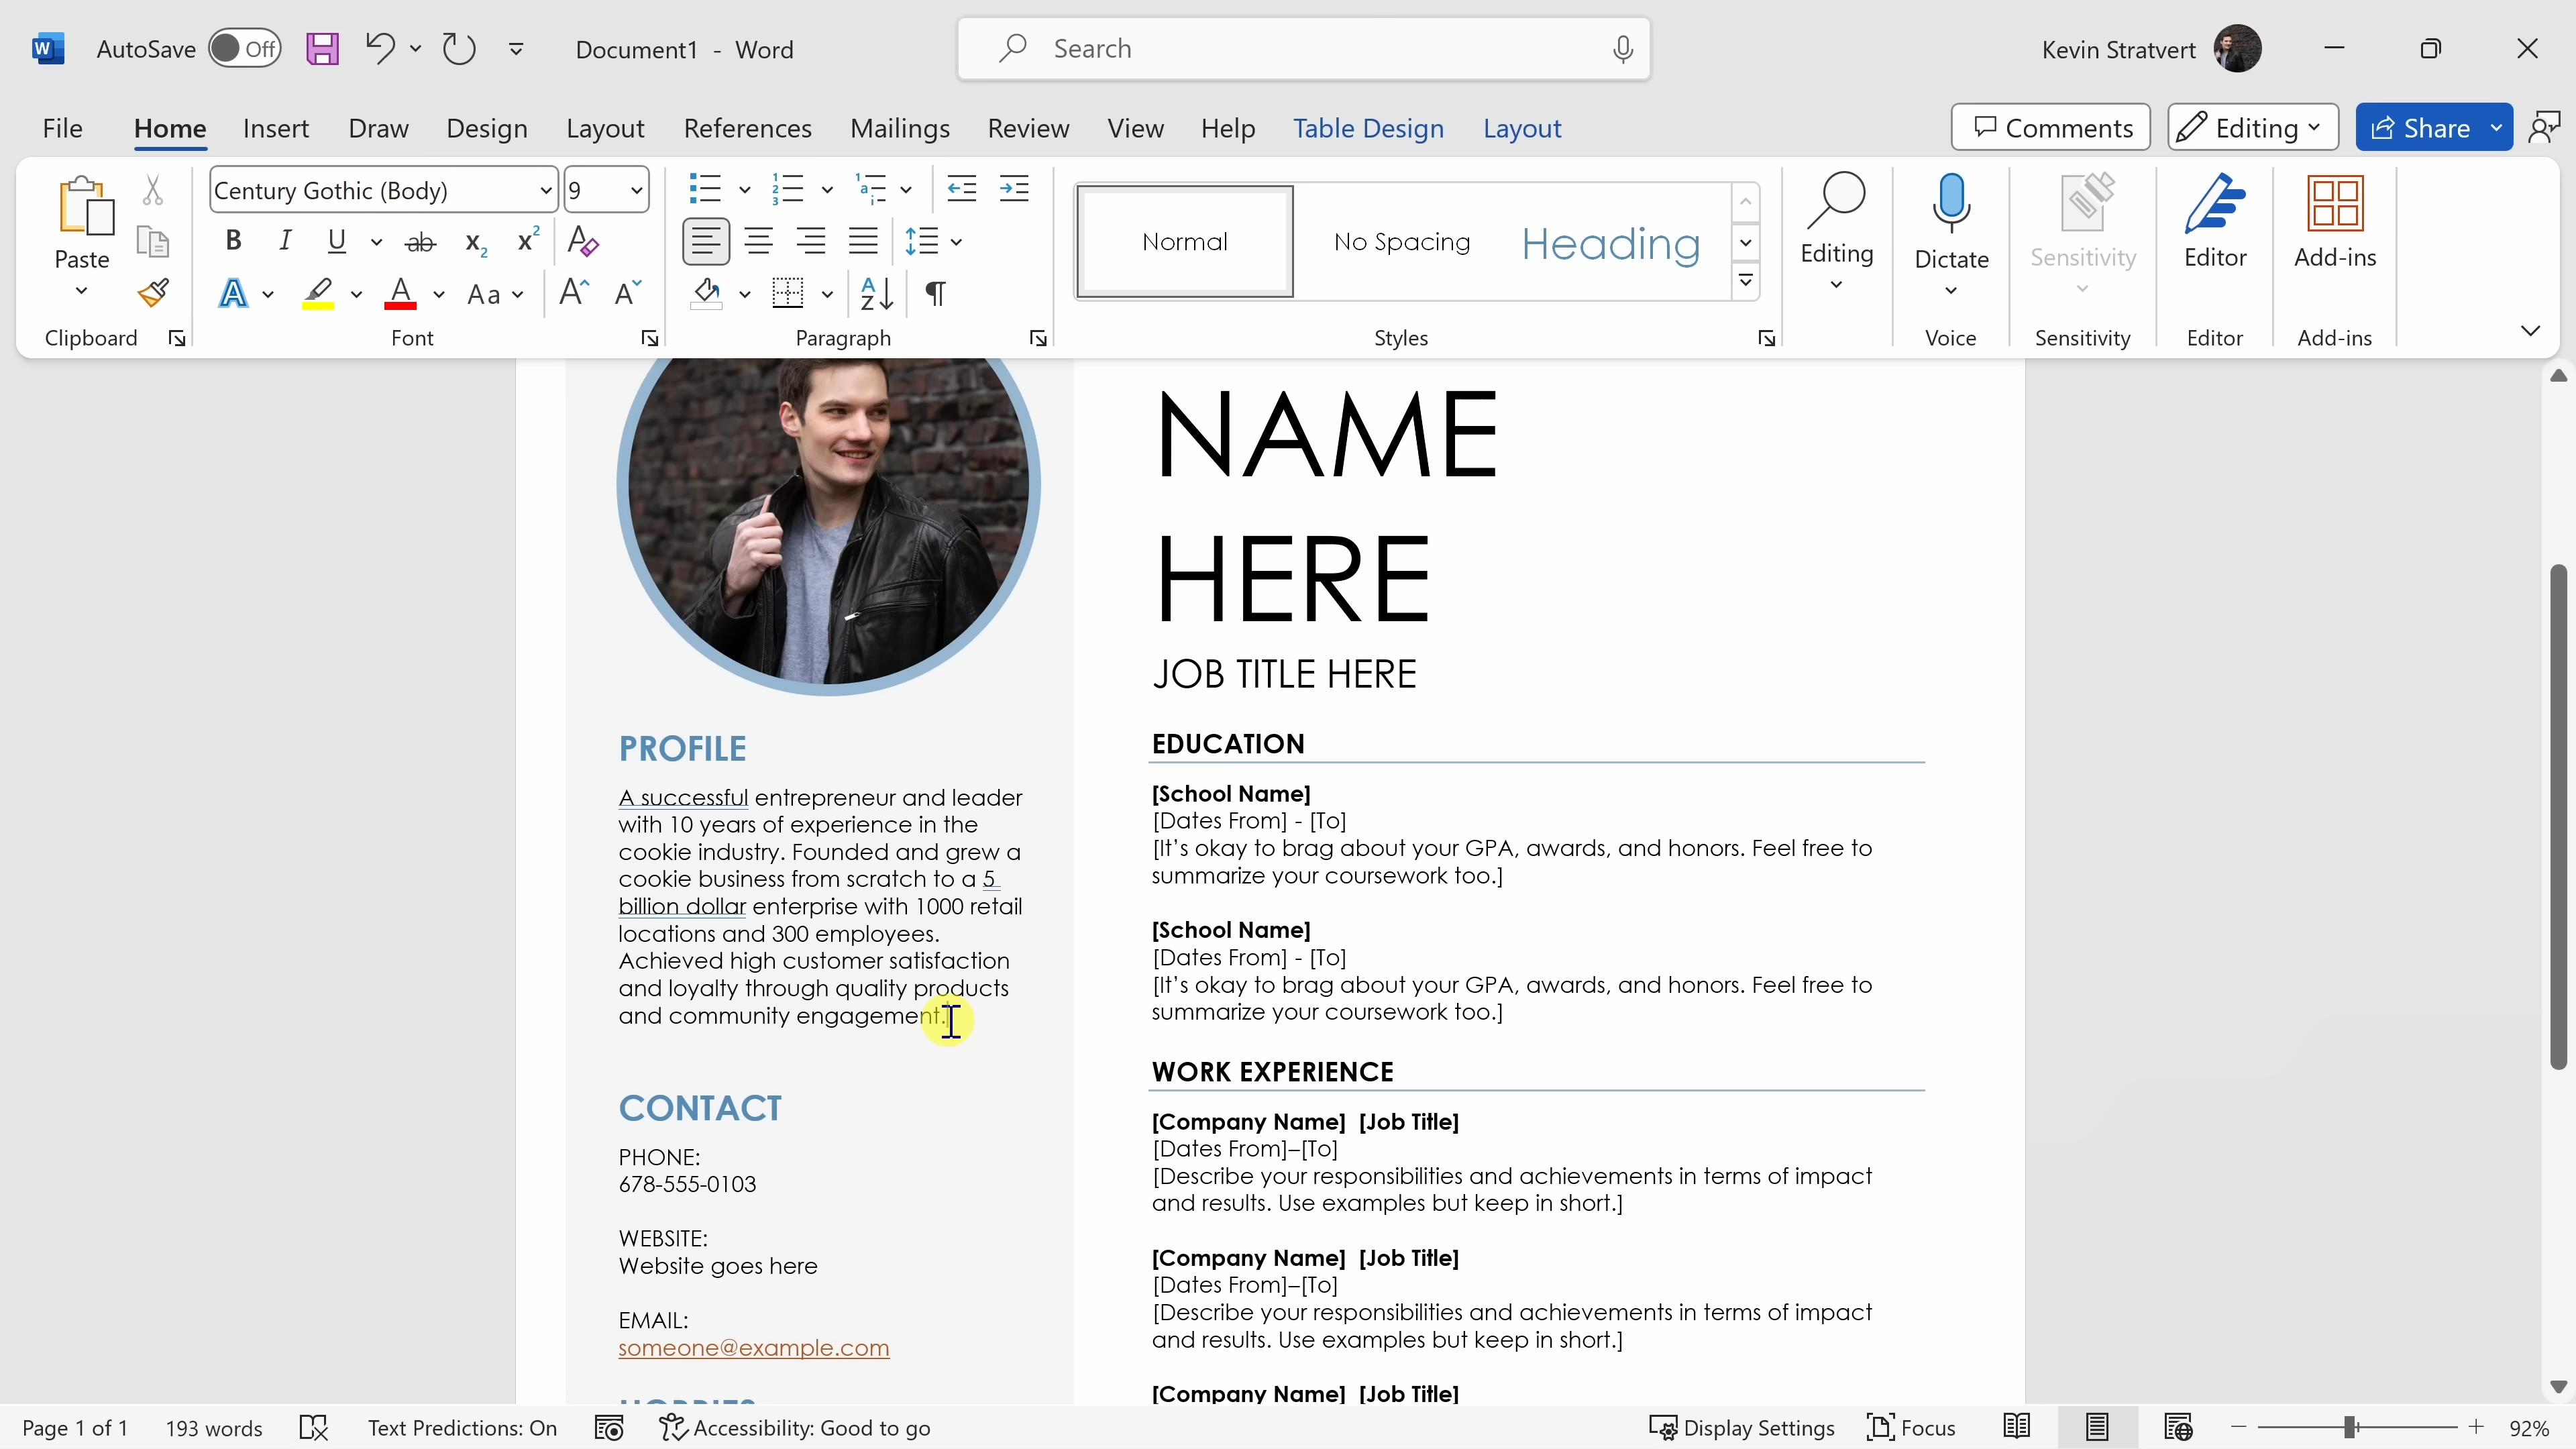 AutoSave Off Document1 - Word Search Kevin Stratvert
File Home Insert Draw Design Layout References Mailings Review View Help Table Design Layout Comments Editing Share
Century Gothic (Body) 9
Paste
Normal No Spacing Heading
Editing Dictate Sensitivity Editor Add-ins
Clipboard Font Paragraph Styles Voice Sensitivity Editor Add-ins
NAME
HERE
JOB TITLE HERE
PROFILE
A successful entrepreneur and leader
with 10 years of experience in the
cookie industry. Founded and grew a
cookie business from scratch to a 5
billion dollar enterprise with 1000 retail
locations and 300 employees.
Achieved high customer satisfaction
and loyalty through quality products
and community engagement.
CONTACT
PHONE:
678-555-0103
WEBSITE:
Website goes here
EMAIL:
someone@example.com
HOBBIES
EDUCATION
[School Name]
[Dates From] - [To]
[It’s okay to brag about your GPA, awards, and honors. Feel free to
summarize your coursework too.]
[School Name]
[Dates From] - [To]
[It’s okay to brag about your GPA, awards, and honors. Feel free to
summarize your coursework too.]
WORK EXPERIENCE
[Company Name] [Job Title]
[Dates From]–[To]
[Describe your responsibilities and achievements in terms of impact
and results. Use examples but keep in short.]
[Company Name] [Job Title]
[Dates From]–[To]
[Describe your responsibilities and achievements in terms of impact
and results. Use examples but keep in short.]
[Company Name] [Job Title]
Page 1 of 1 193 words Text Predictions: On Accessibility: Good to go Display Settings Focus 92%